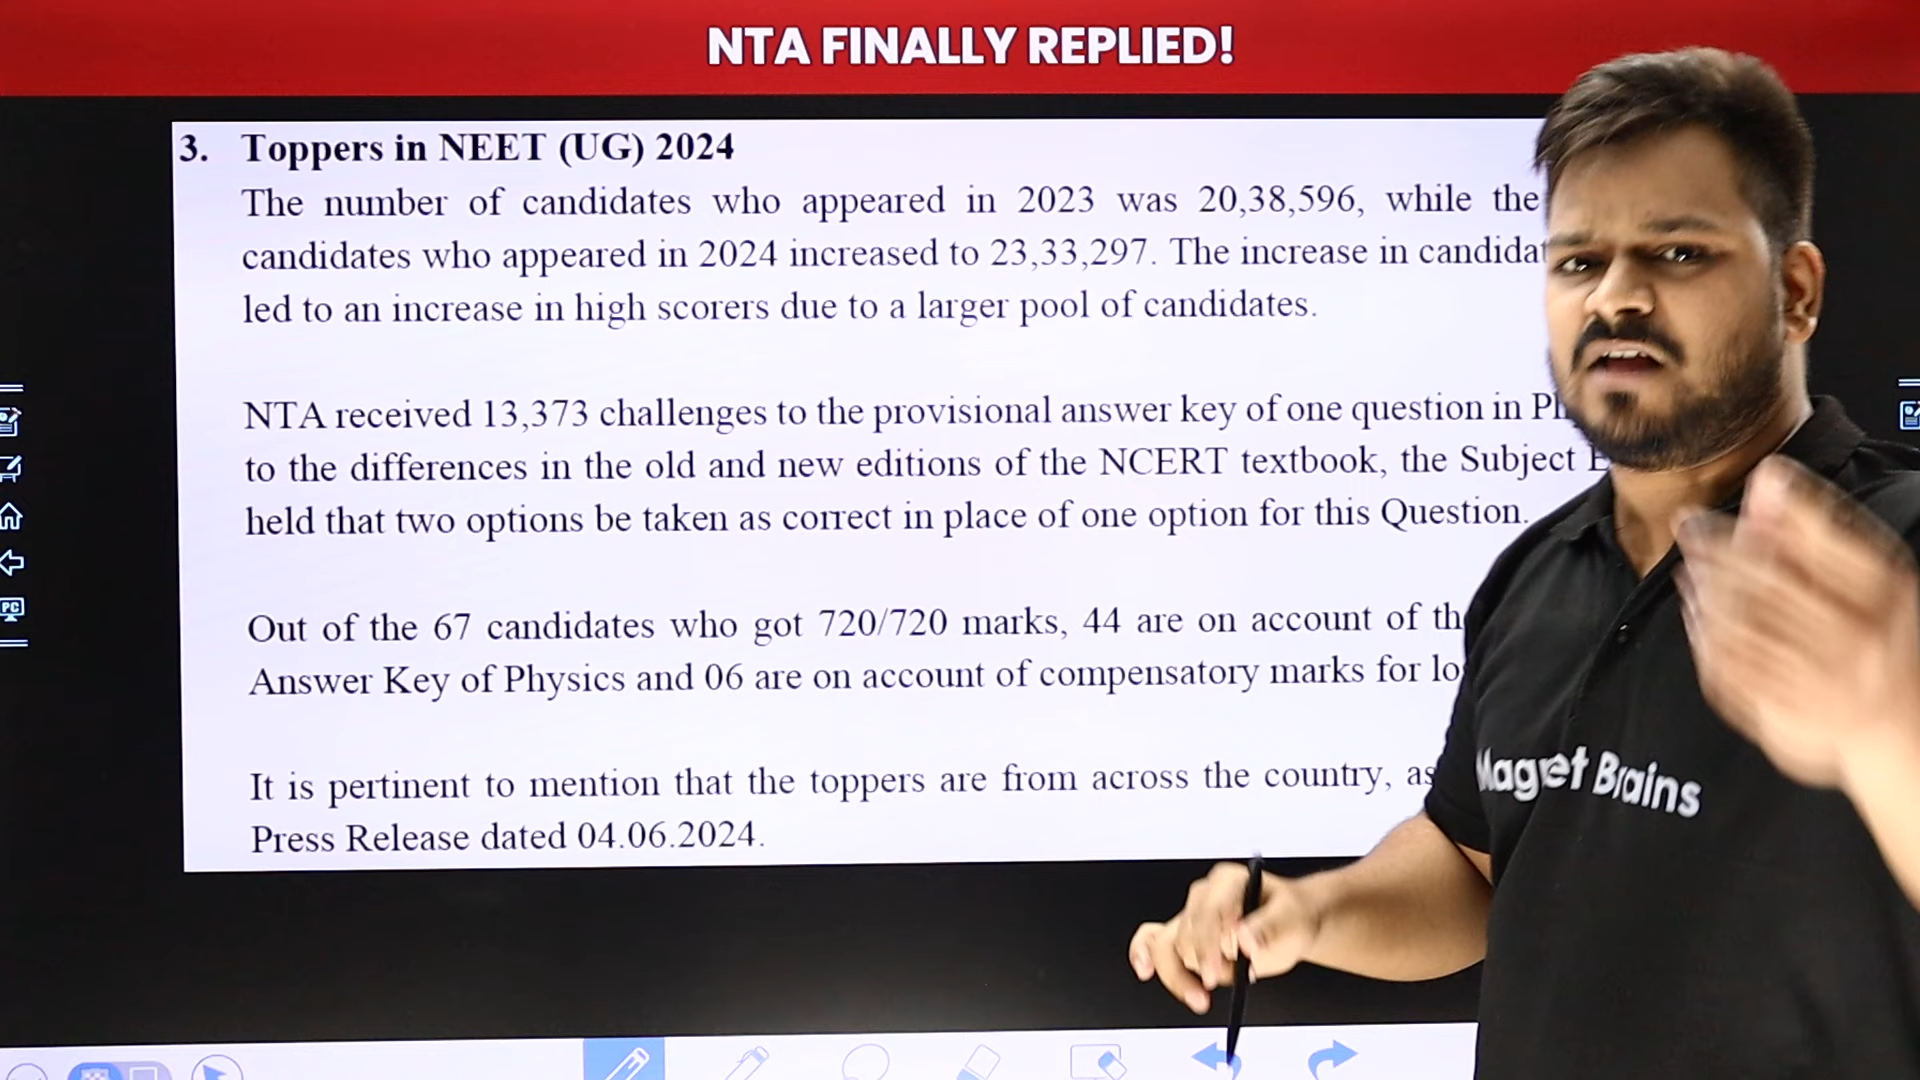 NTA FINALLY REPLIED!
3. Toppers in NEET (UG) 2024
The number of candidates who appeared in 2023 was 20,38,596, while the
candidates who appeared in 2024 increased to 23,33,297. The increase in
led to an increase in high scorers due to a larger pool of candidates.
NTA received 13,373 challenges to the provisional answer key of one question in
to the differences in the old and new editions of the NCERT textbook, the Subject
held that two options be taken as correct in place of one option for this Question.
Out of the 67 candidates who got 720/720 marks, 44 are on account of
Answer Key of Physics and 06 are on account of compensatory marks for
It is pertinent to mention that the toppers are from across the country, as
Press Release dated 04.06.2024.
Magnet Brains
PC